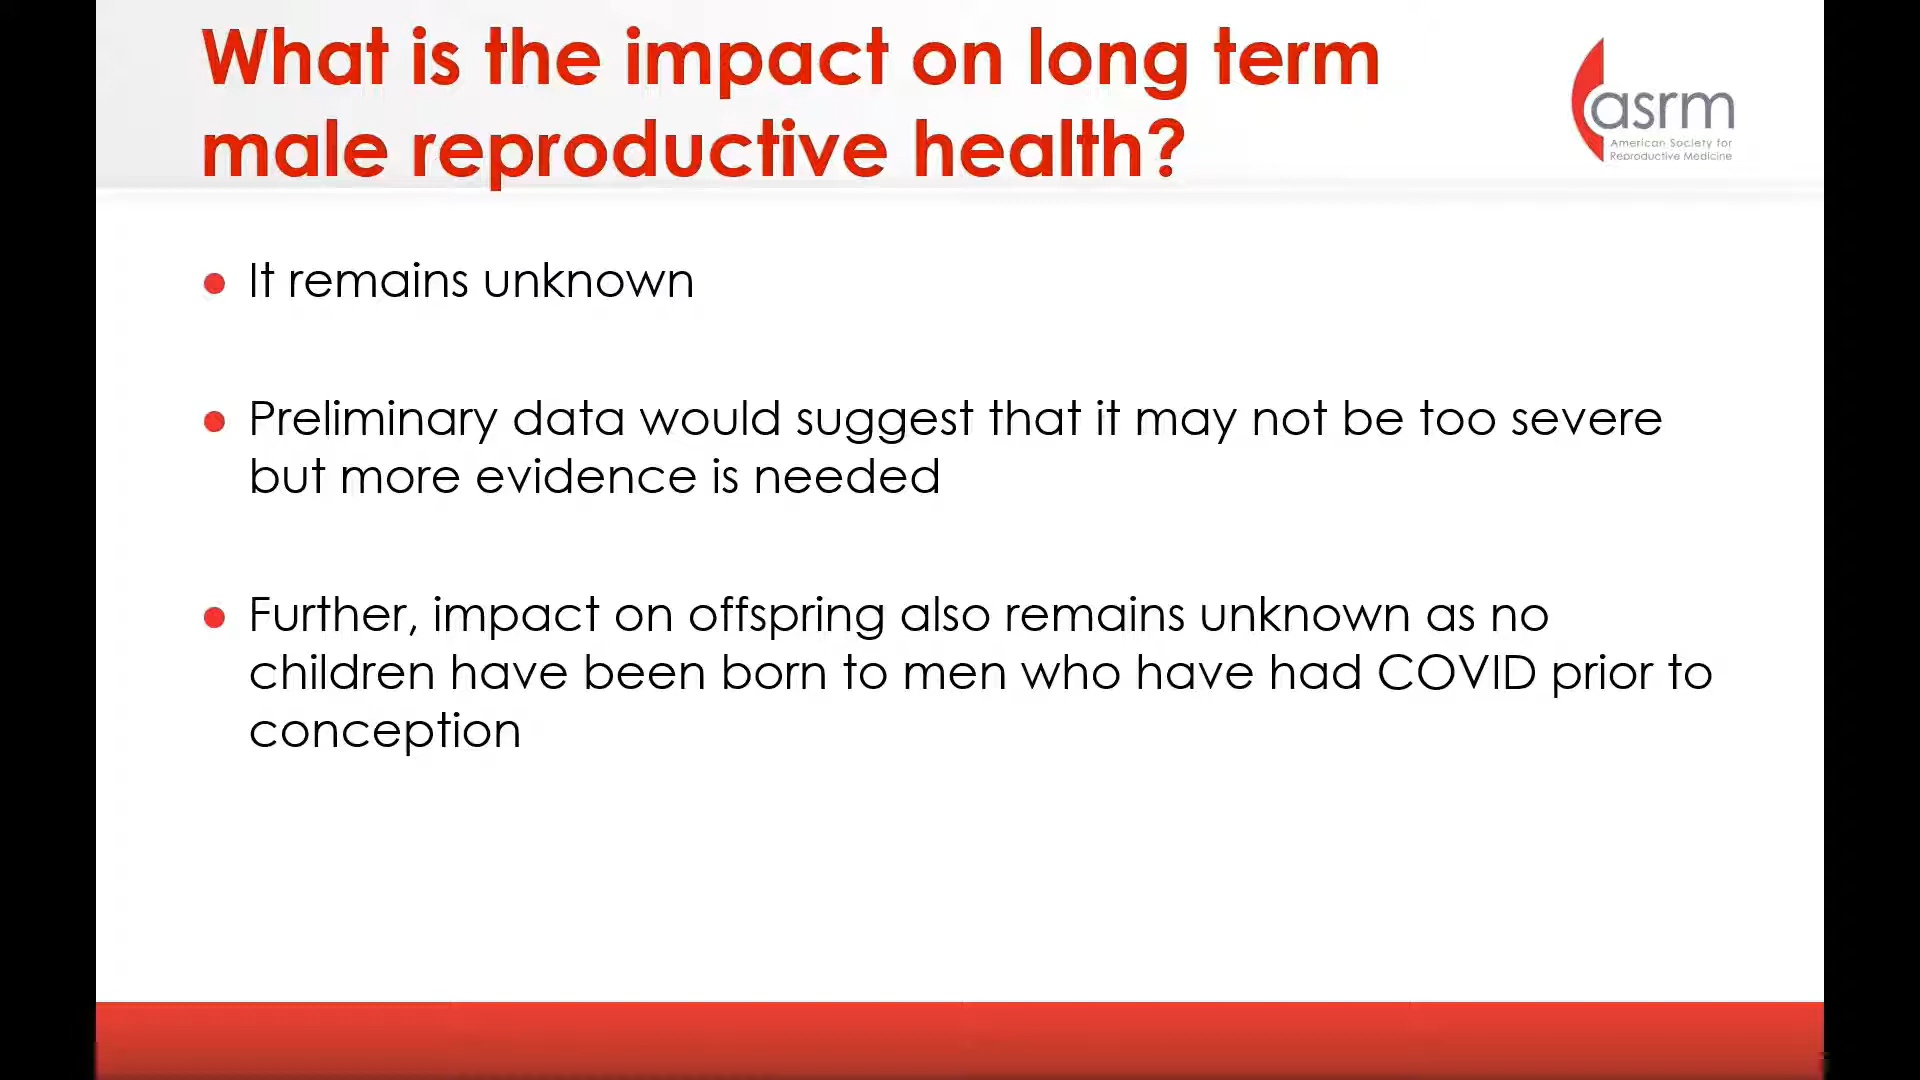 What is the impact on long term
male reproductive health?
asrm
American Society for
Reproductive Medicine
It remains unknown
Preliminary data would suggest that it may not be too severe
but more evidence is needed
Further, impact on offspring also remains unknown as no
children have been born to men who have had COVID prior to
conception